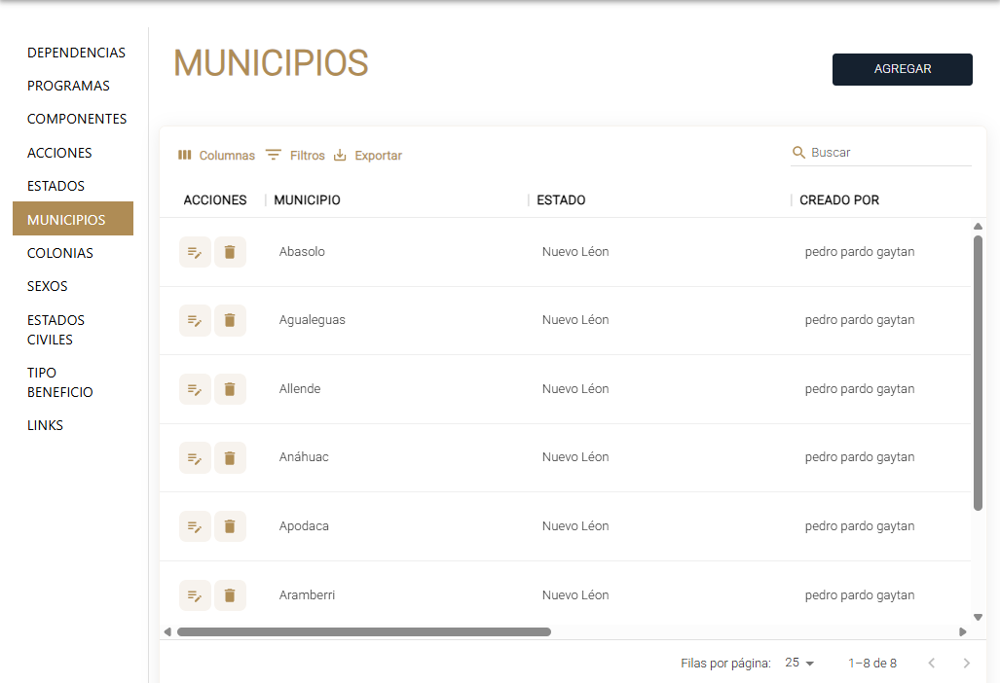 DEPENDENCIAS
PROGRAMAS
COMPONENTES
ACCIONES
ESTADOS
MUNICIPIOS
COLONIAS
SEXOS
ESTADOS
CIVILES
TIPO
BENEFICIO
LINKS
MUNICIPIOS
AGREGAR
Columnas Filtros Exportar
Buscar
ACCIONES MUNICIPIO ESTADO CREADO POR
Abasolo Nuevo Léon pedro pardo gaytan
Agualeguas Nuevo Léon pedro pardo gaytan
Allende Nuevo Léon pedro pardo gaytan
Anáhuac Nuevo Léon pedro pardo gaytan
Apodaca Nuevo Léon pedro pardo gaytan
Aramberri Nuevo Léon pedro pardo gaytan
Filas por página: 25 1–8 de 8